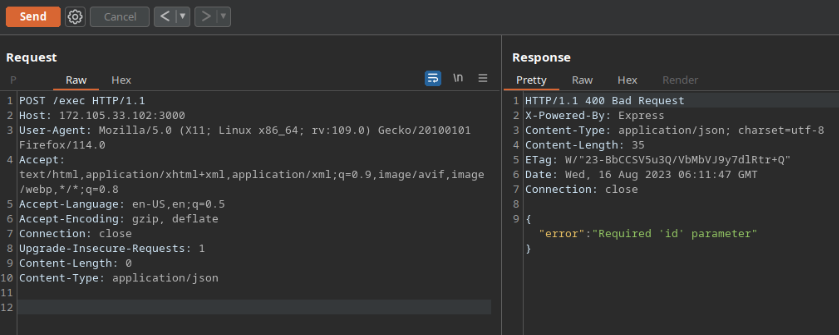 Send Cancel < >
Request
P Raw Hex \n
1 POST /exec HTTP/1.1
2 Host: 172.105.33.102:3000
3 User-Agent: Mozilla/5.0 (X11; Linux x86_64; rv:109.0) Gecko/20100101
Firefox/114.0
4 Accept:
text/html,application/xhtml+xml,application/xml;q=0.9,image/avif,image
/webp,*/*;q=0.8
5 Accept-Language: en-US,en;q=0.5
6 Accept-Encoding: gzip, deflate
7 Connection: close
8 Upgrade-Insecure-Requests: 1
9 Content-Length: 0
10 Content-Type: application/json
11
12
Response
Pretty Raw Hex Render
1 HTTP/1.1 400 Bad Request
2 X-Powered-By: Express
3 Content-Type: application/json; charset=utf-8
4 Content-Length: 35
5 ETag: W/"23-BbCCSV5u3Q/VbMbVJ9y7dlRtr+Q"
6 Date: Wed, 16 Aug 2023 06:11:47 GMT
7 Connection: close
8
9 {
"error":"Required 'id' parameter"
}